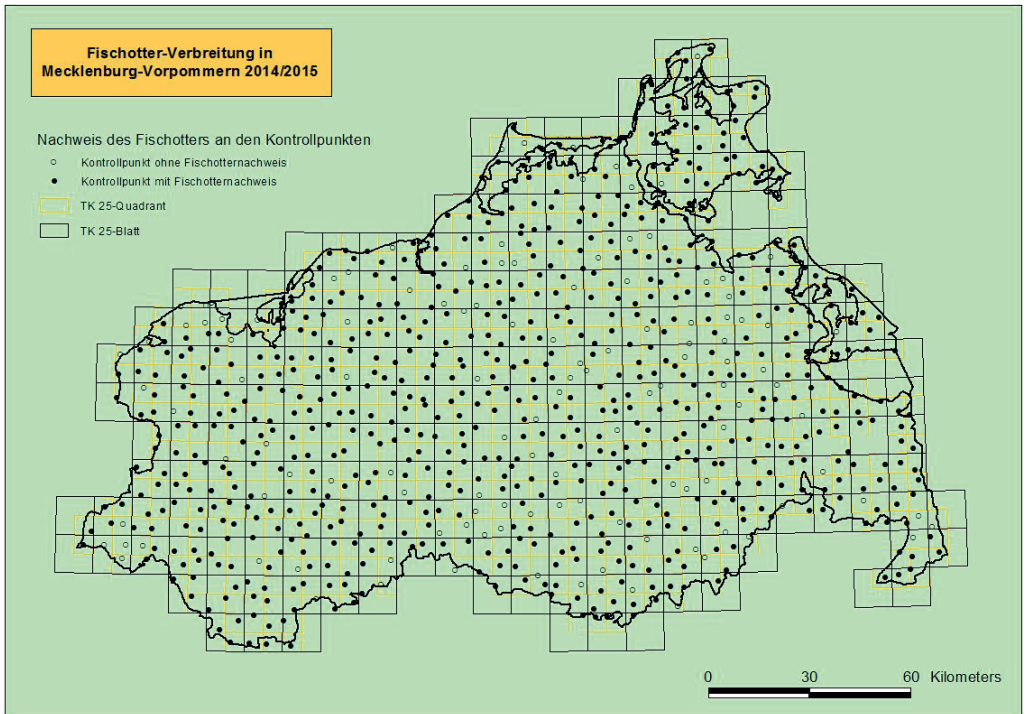 Fischotter-Verbreitung in
Mecklenburg-Vorpommern 2014/2015
Nachweis des Fischotters an den Kontrollpunkten
Kontrollpunkt ohne Fischotternachweis
Kontrollpunkt mit Fischotternachweis
TK 25-Quadrant
TK 25-Blatt
0 30 60 Kilometers